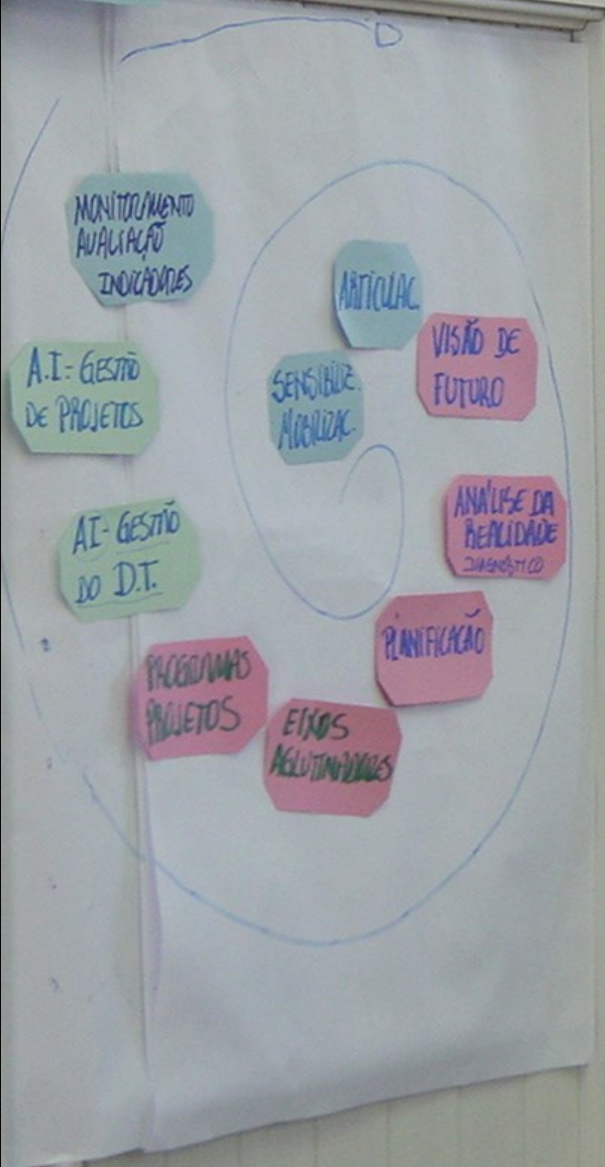 MONITORAMENTO
AVALIAÇÃO
INDICADORES
ARTICULAC.
VISÃO DE
FUTURO
A.I = GESTÃO
DE PROJETOS
SENSIBILIZ.
MOBILIZAC.
ANÁLISE DA
REALIDADE
DIAGNÓSTICO
AI - GESTÃO
DO D.T.
PLANIFICAÇÃO
PROGRAMAS
PROJETOS
EIXOS
AGLUTINADORES